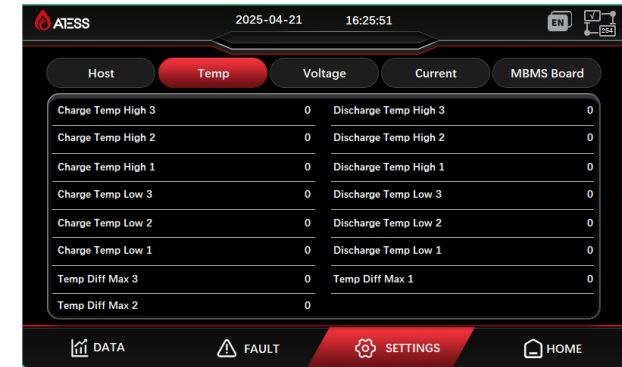 ATESS 2025-04-21 16:25:51 EN 254
Host Temp Voltage Current MBMS Board
Charge Temp High 3 0 Discharge Temp High 3 0
Charge Temp High 2 0 Discharge Temp High 2 0
Charge Temp High 1 0 Discharge Temp High 1 0
Charge Temp Low 3 0 Discharge Temp Low 3 0
Charge Temp Low 2 0 Discharge Temp Low 2 0
Charge Temp Low 1 0 Discharge Temp Low 1 0
Temp Diff Max 3 0 Temp Diff Max 1 0
Temp Diff Max 2 0
DATA FAULT SETTINGS HOME